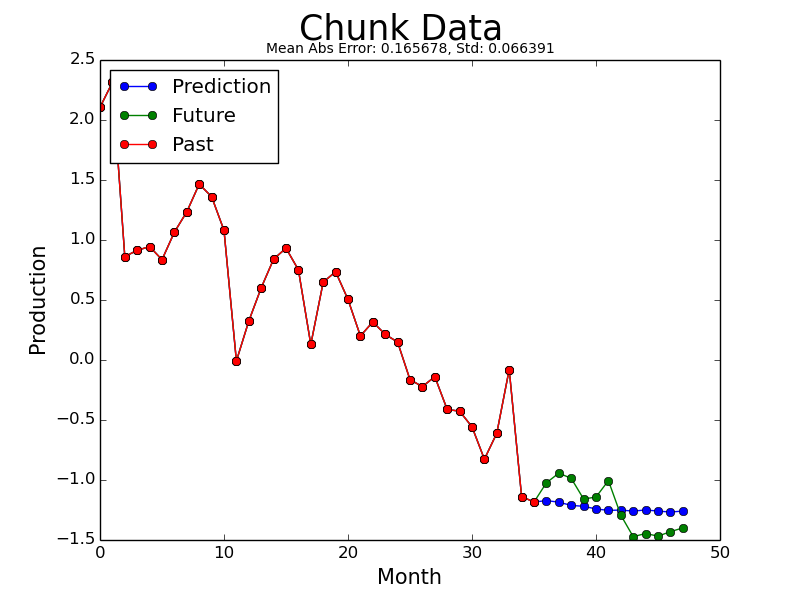 Chunk Data
Mean Abs Error: 0.165678, Std: 0.066391
2.5
2.0
1.5
1.0
0.5
0.0
−0.5
−1.0
−1.5
Production
Prediction
Future
Past
0 10 20 30 40 50
Month